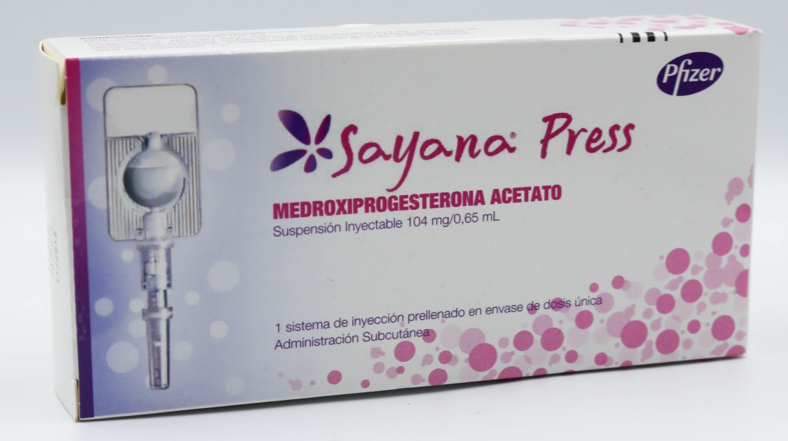 Pfizer
Sayana® Press
MEDROXIPROGESTERONA ACETATO
Suspensión Inyectable 104 mg/0,65 mL
1 sistema de inyección prellenado en envase de dosis única
Administración Subcutánea